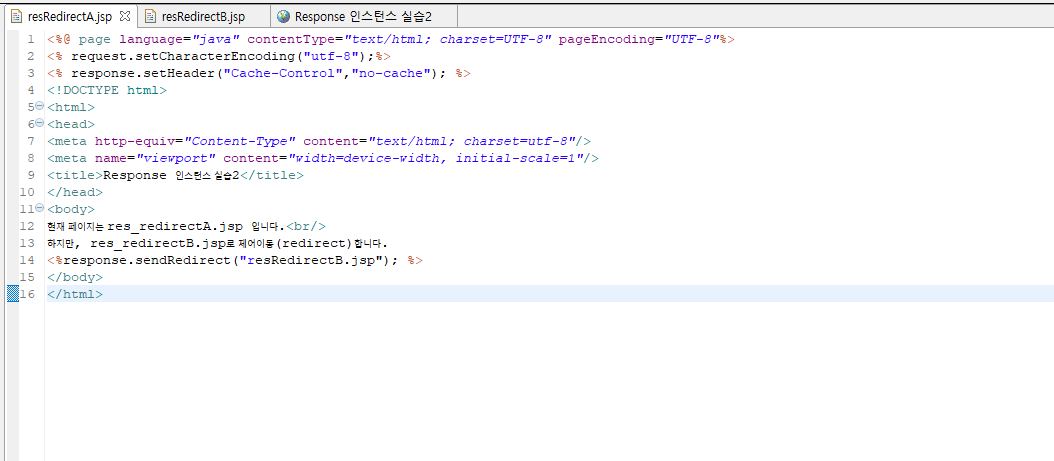 resRedirectA.jsp resRedirectB.jsp Response 인스턴스 실습2
1 <%@ page language="java" contentType="text/html; charset=UTF-8" pageEncoding="UTF-8"%>
2 <% request.setCharacterEncoding("utf-8");%>
3 <% response.setHeader("Cache-Control","no-cache"); %>
4 <!DOCTYPE html>
5 <html>
6 <head>
7 <meta http-equiv="Content-Type" content="text/html; charset=utf-8"/>
8 <meta name="viewport" content="width=device-width, initial-scale=1"/>
9 <title>Response 인스턴스 실습2</title>
10 </head>
11 <body>
12 현재 페이지는 res_redirectA.jsp 입니다.<br/>
13 하지만, res_redirectB.jsp로 제어이동(redirect)합니다.
14 <%response.sendRedirect("resRedirectB.jsp"); %>
15 </body>
16 </html>